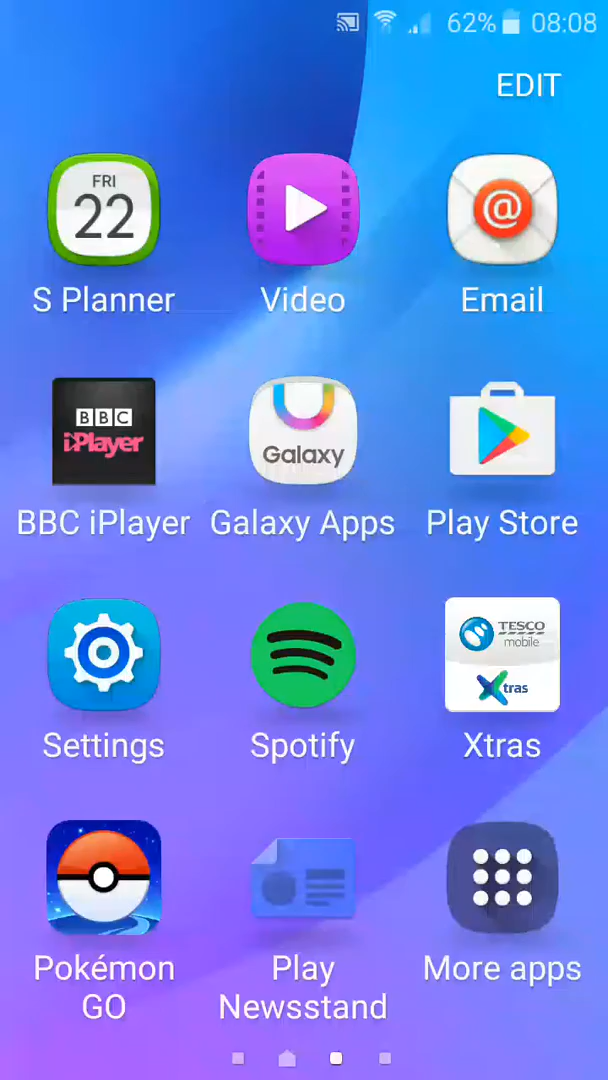 62% 08:08
EDIT
FRI
22
@
S Planner Video Email
BBC
iPlayer
Galaxy
BBC iPlayer Galaxy Apps Play Store
TESCO
mobile
Xtras
Settings Spotify Xtras
Pokémon
GO
Play
Newsstand
More apps